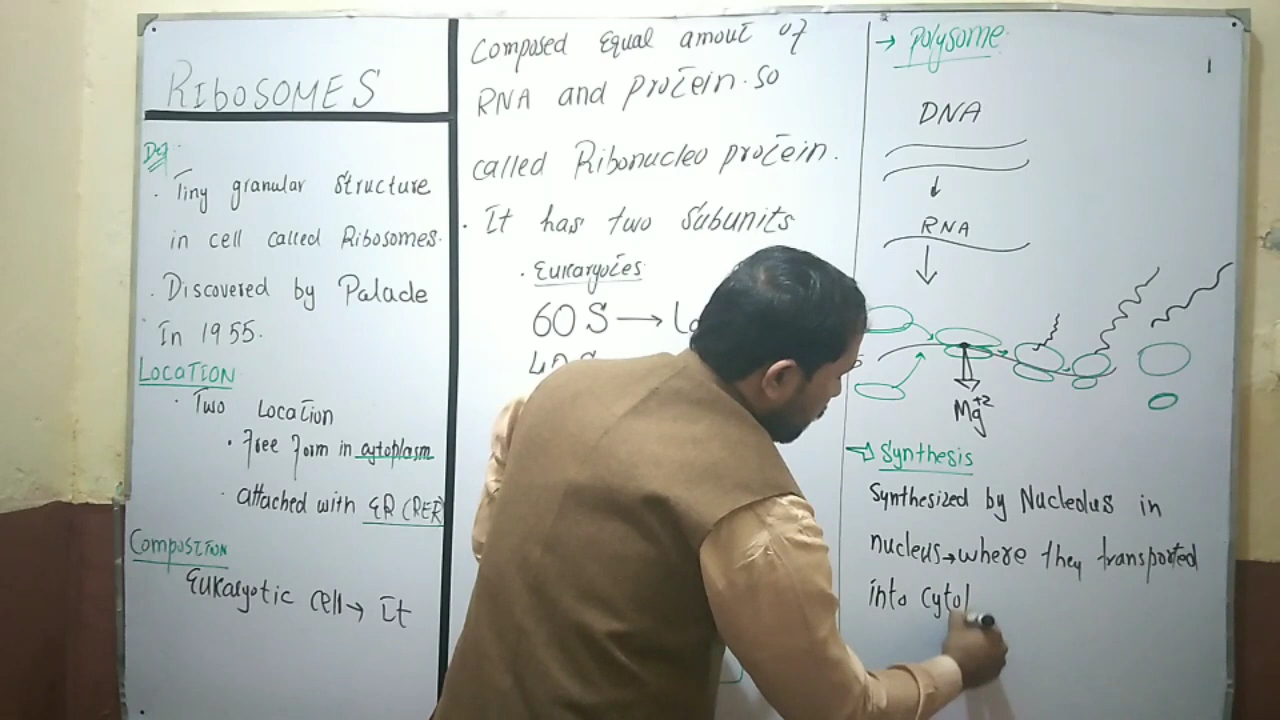 RIBOSOMES
Def
. Tiny granular structure
in cell called Ribosomes.
. Discovered by Palade
In 1955.
LOCATION
. Two Location
. Free Form in cytoplasm
. attached with ER (RER)
Composition
Eukaryotic cell → It
Composed Equal amout of
RNA and protein. so
called Ribonucleo protein.
. It has two Subunits
. Eukaryotes
60 S →
40
→ Polysome
DNA
RNA
Mg+2
⇒ Synthesis
Synthesized by Nucleolus in
nucleus → where they transported
into Cyto